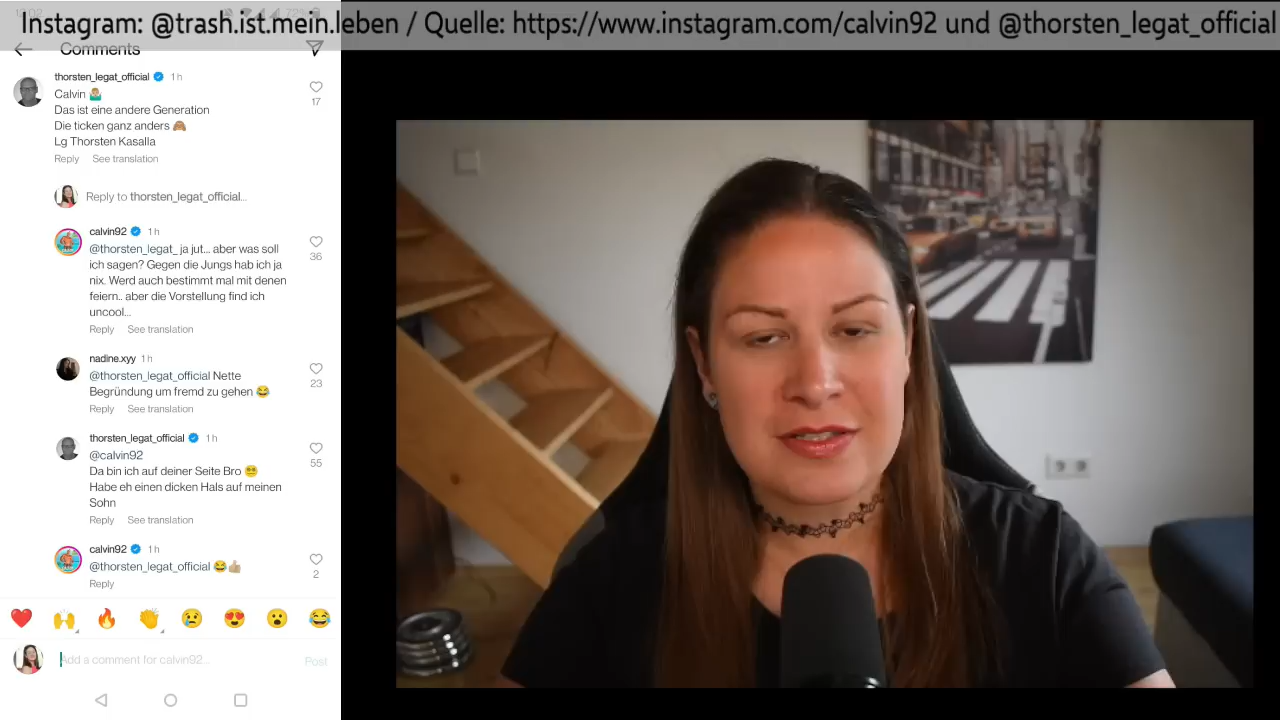 Instagram: @trash.ist.mein.leben / Quelle: https://www.instagram.com/calvin92 und @thorsten_legat_official
Comments
thorsten_legat_official 1 h
Calvin 🤷🏼‍♂️
Das ist eine andere Generation
Die ticken ganz anders 🙈
Lg Thorsten Kasalla
17
Reply See translation
Reply to thorsten_legat_official...
calvin92 1 h
@thorsten_legat_ ja jut... aber was soll
ich sagen? Gegen die Jungs hab ich ja
nix. Werd auch bestimmt mal mit denen
feiern.. aber die Vorstellung find ich
uncool...
36
Reply See translation
nadine.xyy 1 h
@thorsten_legat_official Nette
Begründung um fremd zu gehen 😂
23
Reply See translation
thorsten_legat_official 1 h
@calvin92
Da bin ich auf deiner Seite Bro 😵‍💫
Habe eh einen dicken Hals auf meinen
Sohn
55
Reply See translation
calvin92 1 h
@thorsten_legat_official 😂👍🏼
2
Reply
❤️ 🙌 🔥 👏 😢 😍 😮 😂
Add a comment for calvin92...
Post